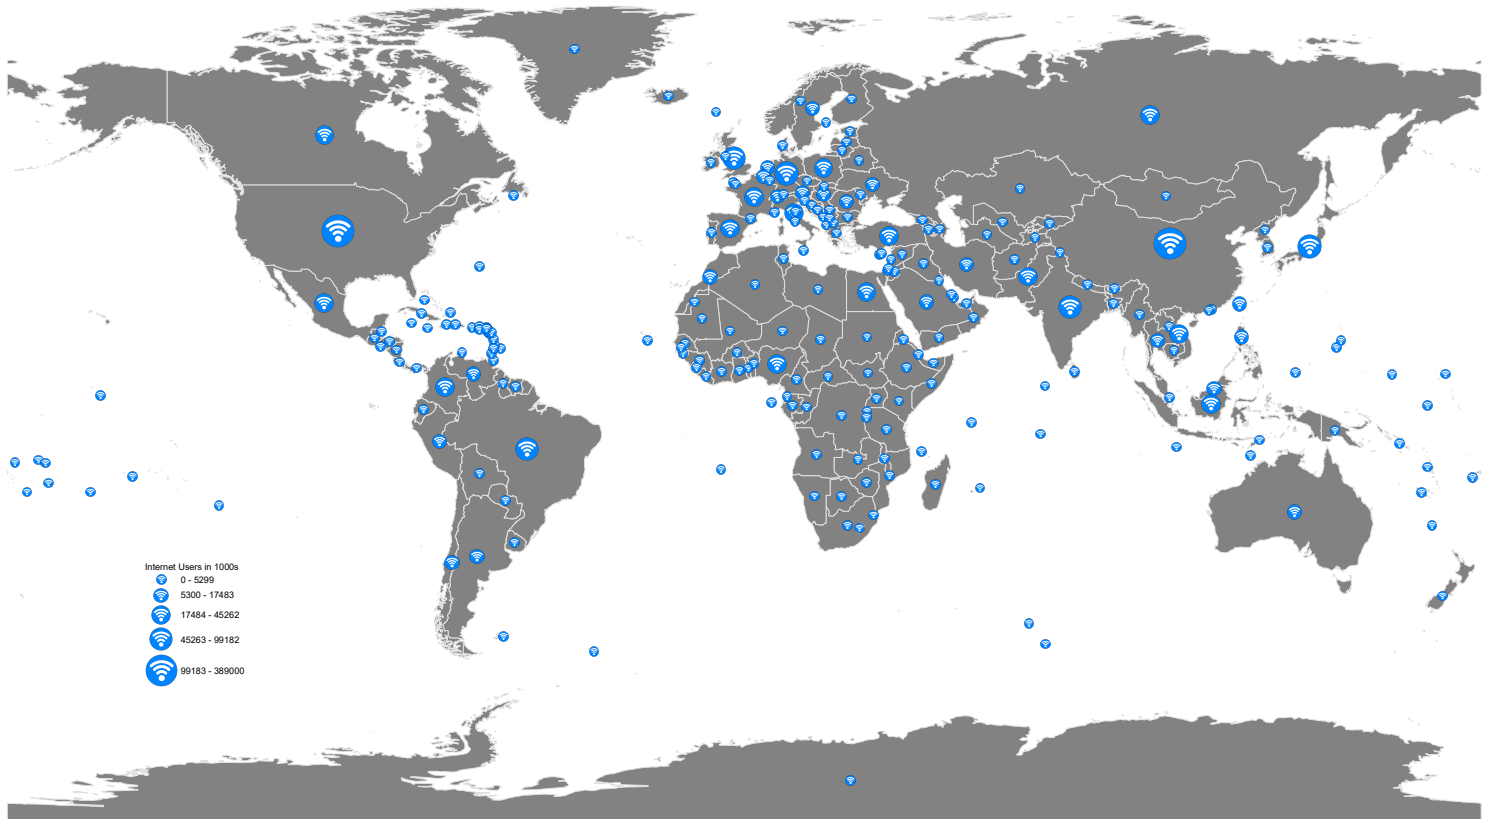 Internet Users in 1000s
0 - 5299
5300 - 17483
17484 - 45262
45263 - 99182
99183 - 389000